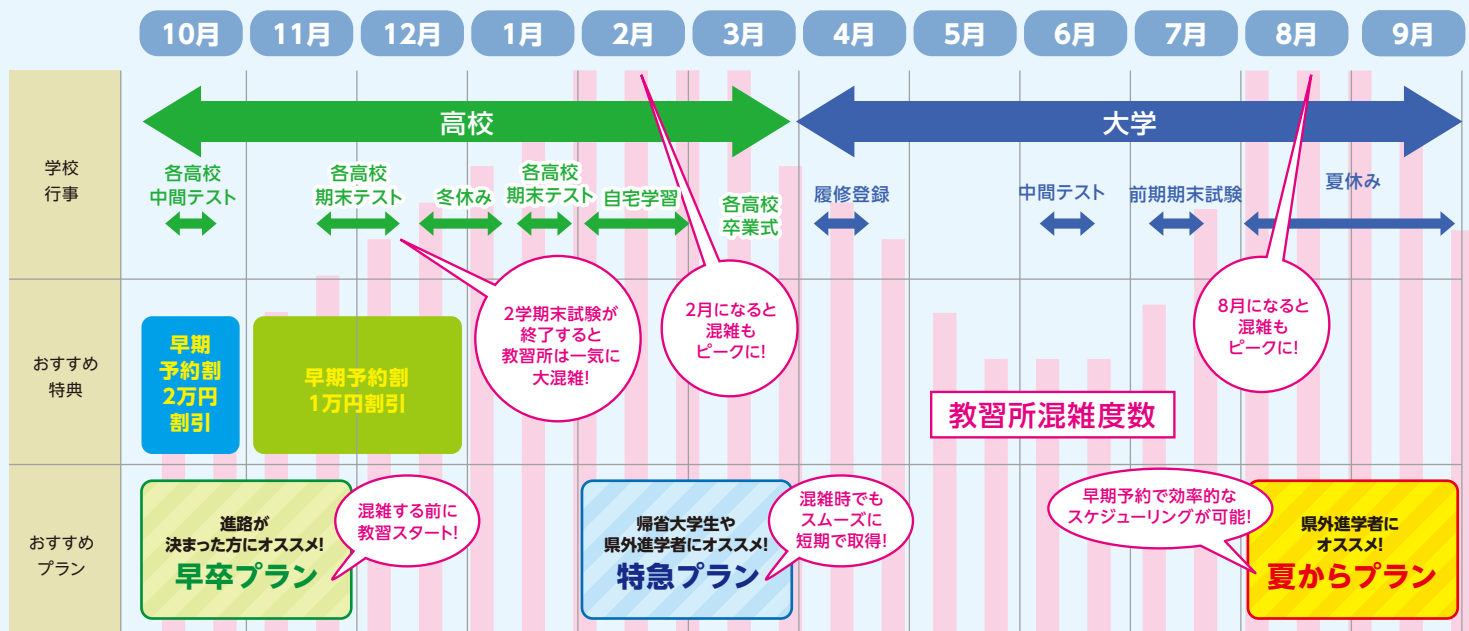 10月
11月
12月
1月
2月
3月
4月
5月
6月
7月
8月
9月
学校
行事
高校
大学
各高校
中間テスト
各高校
期末テスト
冬休み
各高校
期末テスト
自宅学習
各高校
卒業式
履修登録
中間テスト
前期期末試験
夏休み
2学期末試験が
終了すると
教習所は一気に
大混雑!
2月になると
混雑も
ピークに!
8月になると
混雑も
ピークに!
おすすめ
特典
早期
予約割
2万円
割引
早期予約割
1万円割引
教習所混雑度数
おすすめ
プラン
進路が
決まった方にオススメ!
早卒プラン
混雑する前に
教習スタート!
帰省大学生や
県外進学者にオススメ!
特急プラン
混雑時でも
スムーズに
短期で取得!
早期予約で効率的な
スケジューリングが可能!
県外進学者に
オススメ!
夏からプラン